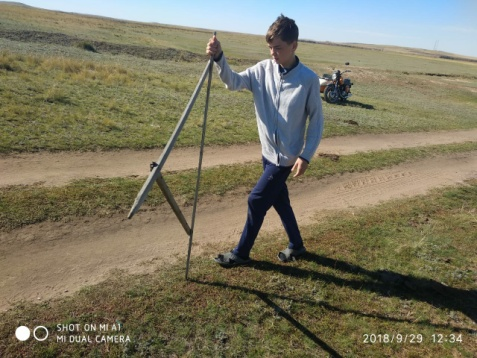 SHOT ON MI A1
MI DUAL CAMERA
2018/9/29 12:34